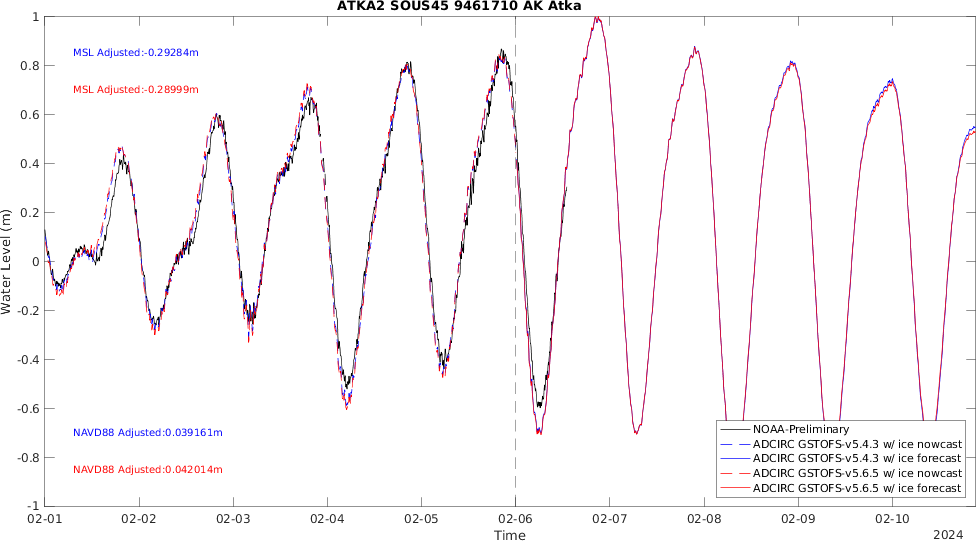 ATKA2 SOUS45 9461710 AK Atka
MSL Adjusted:-0.29284m
MSL Adjusted:-0.28999m
NAVD88 Adjusted:0.039161m
NAVD88 Adjusted:0.042014m
Water Level (m)
1
0.8
0.6
0.4
0.2
0
-0.2
-0.4
-0.6
-0.8
-1
NOAA-Preliminary
ADCIRC GSTOFS-v5.4.3 w/ ice nowcast
ADCIRC GSTOFS-v5.4.3 w/ ice forecast
ADCIRC GSTOFS-v5.6.5 w/ ice nowcast
ADCIRC GSTOFS-v5.6.5 w/ ice forecast
02-01 02-02 02-03 02-04 02-05 02-06 02-07 02-08 02-09 02-10
Time
2024